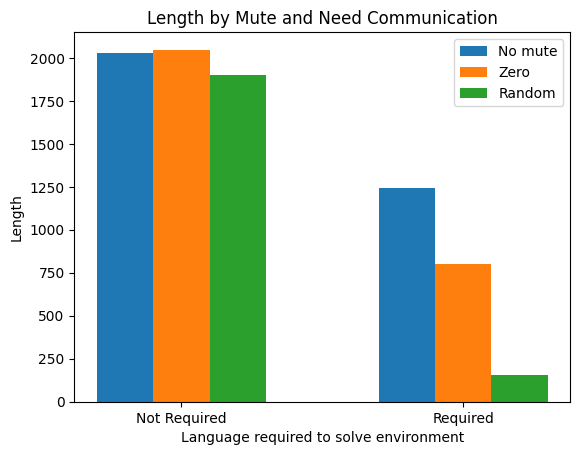 Length by Mute and Need Communication
No mute
Zero
Random
Length
2000
1750
1500
1250
1000
750
500
250
0
Not Required
Required
Language required to solve environment